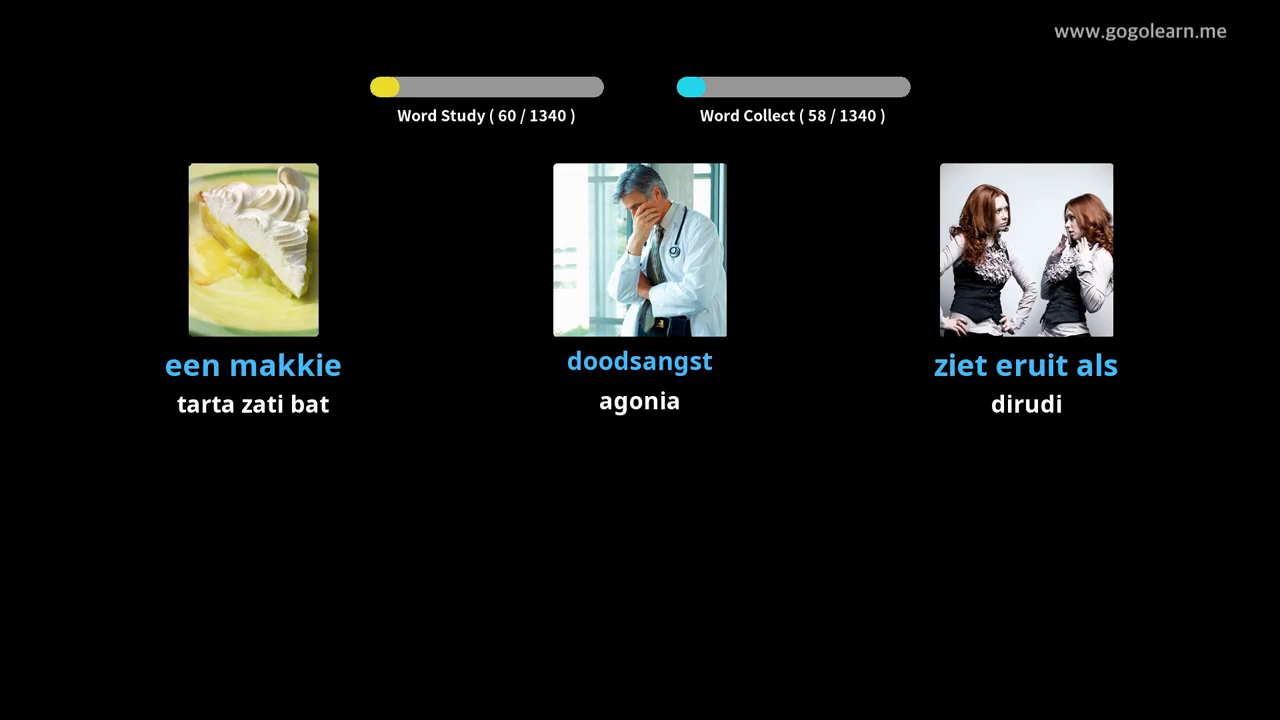 www.gogolearn.me
Word Study ( 60 / 1340 )
Word Collect ( 58 / 1340 )
een makkie
tarta zati bat
doodsangst
agonia
ziet eruit als
dirudi